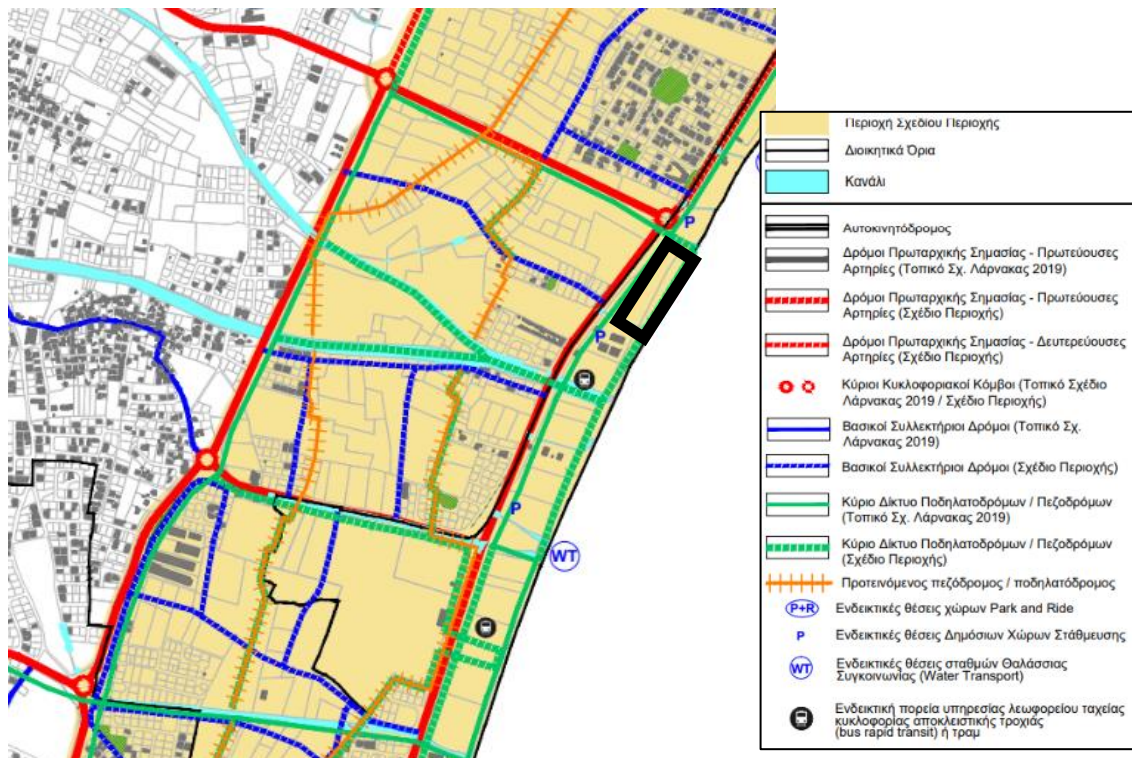 P
P
P
WT
Περιοχή Σχεδίου Περιοχής
Διοικητικά Όρια
Κανάλι
Αυτοκινητόδρομος
Δρόμοι Πρωταρχικής Σημασίας - Πρωτεύουσες
Αρτηρίες (Τοπικό Σχ. Λάρνακας 2019)
Δρόμοι Πρωταρχικής Σημασίας - Πρωτεύουσες
Αρτηρίες (Σχέδιο Περιοχής)
Δρόμοι Πρωταρχικής Σημασίας - Δευτερεύουσες
Αρτηρίες (Σχέδιο Περιοχής)
Κύριοι Κυκλοφοριακοί Κόμβοι (Τοπικό Σχέδιο
Λάρνακας 2019 / Σχέδιο Περιοχής)
Βασικοί Συλλεκτήριοι Δρόμοι (Τοπικό Σχ.
Λάρνακας 2019)
Βασικοί Συλλεκτήριοι Δρόμοι (Σχέδιο Περιοχής)
Κύριο Δίκτυο Ποδηλατοδρόμων / Πεζοδρόμων
(Τοπικό Σχ. Λάρνακας 2019)
Κύριο Δίκτυο Ποδηλατοδρόμων / Πεζοδρόμων
(Σχέδιο Περιοχής)
Προτεινόμενος πεζόδρομος / ποδηλατόδρομος
P+R Ενδεικτικές θέσεις χώρων Park and Ride
P Ενδεικτικές θέσεις Δημόσιων Χώρων Στάθμευσης
WT Ενδεικτικές θέσεις σταθμών Θαλάσσιας
Συγκοινωνίας (Water Transport)
Ενδεικτική πορεία υπηρεσίας λεωφορείου ταχείας
κυκλοφορίας αποκλειστικής τροχιάς
(bus rapid transit) ή τραμ